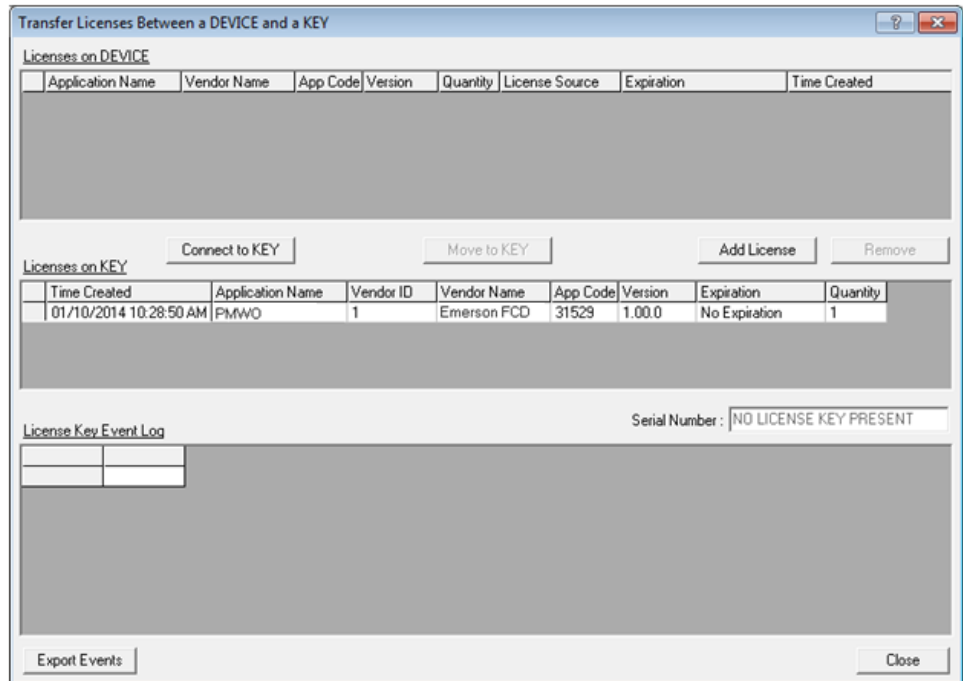 Transfer Licenses Between a DEVICE and a KEY
Licenses on DEVICE
Application Name Vendor Name App Code Version Quantity License Source Expiration Time Created
Connect to KEY Move to KEY Add License Remove
Licenses on KEY
Time Created Application Name Vendor ID Vendor Name App Code Version Expiration Quantity
01/10/2014 10:28:50 AM PMWO 1 Emerson FCD 31529 1.00.0 No Expiration 1
Serial Number : NO LICENSE KEY PRESENT
License Key Event Log
Export Events Close